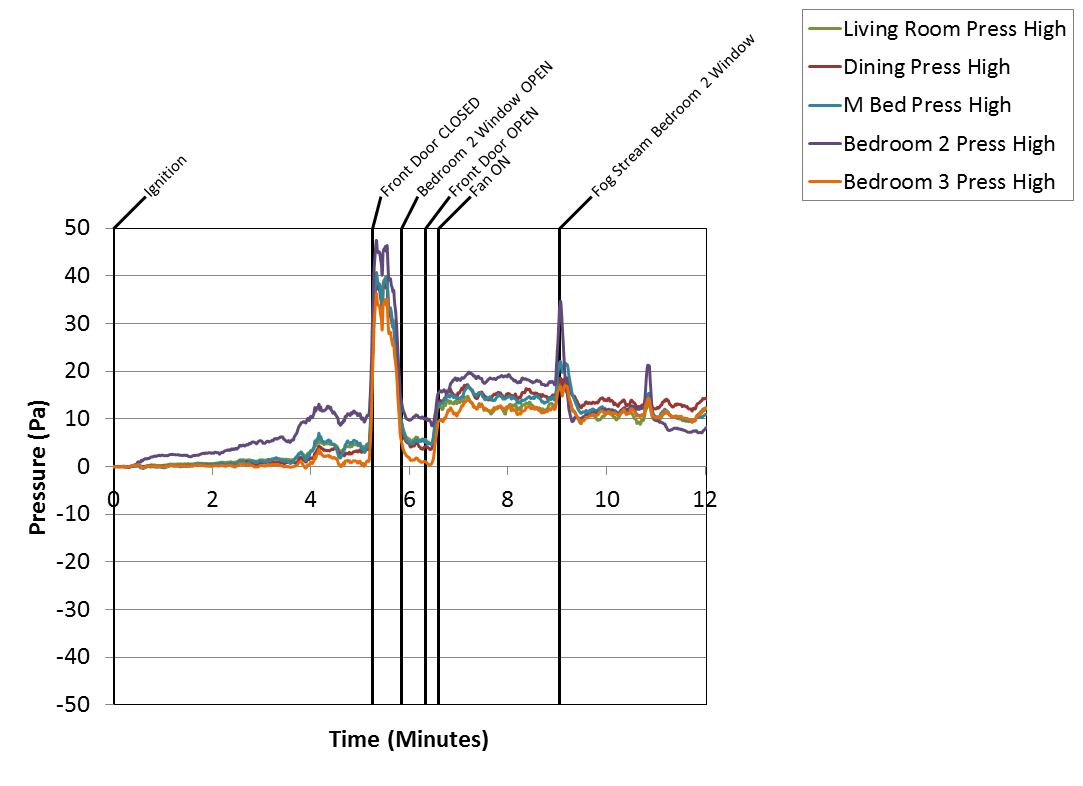 Living Room Press High
Dining Press High
M Bed Press High
Bedroom 2 Press High
Bedroom 3 Press High
Ignition
Front Door CLOSED
Bedroom 2 Window OPEN
Front Door OPEN
Fan ON
Fog Stream Bedroom 2 Window
50
40
30
20
10
0
-10
-20
-30
-40
-50
Pressure (Pa)
0 2 4 6 8 10 12
Time (Minutes)